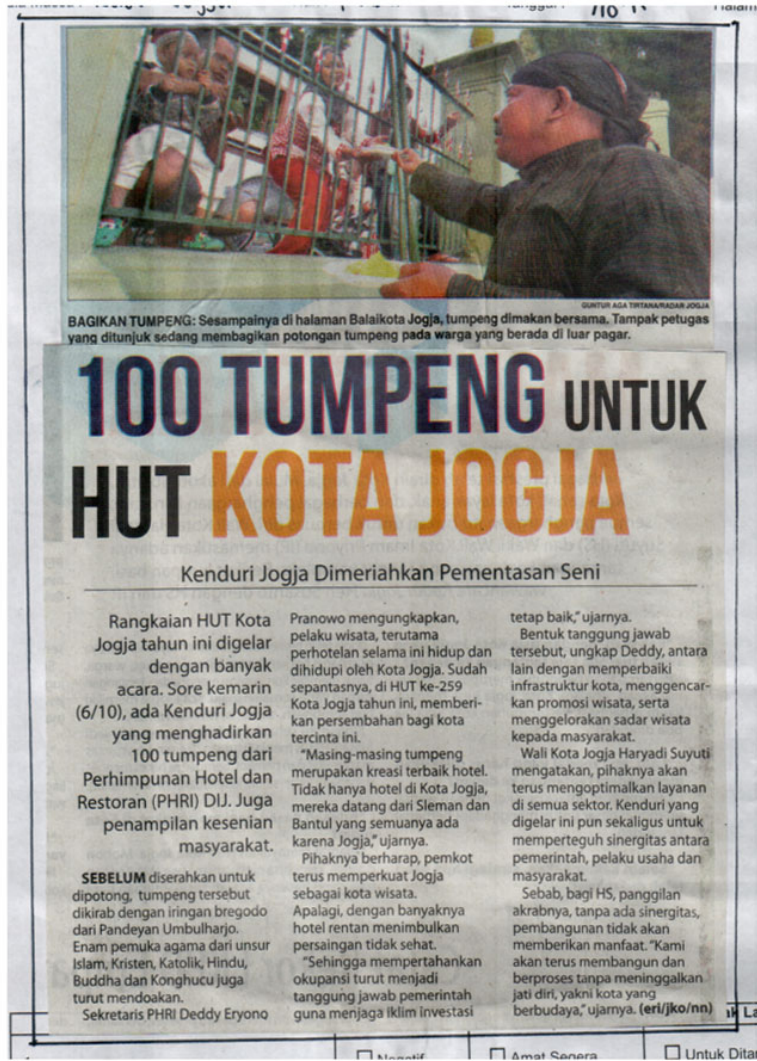 GUNTUR AGA TIRTANA/RADAR JOGJA
BAGIKAN TUMPENG: Sesampainya di halaman Balaikota Jogja, tumpeng dimakan bersama. Tampak petugas
yang ditunjuk sedang membagikan potongan tumpeng pada warga yang berada di luar pagar.
100 TUMPENG UNTUK
HUT KOTA JOGJA
Kenduri Jogja Dimeriahkan Pementasan Seni
Rangkaian HUT Kota
Jogja tahun ini digelar
dengan banyak
acara. Sore kemarin
(6/10), ada Kenduri Jogja
yang menghadirkan
100 tumpeng dari
Perhimpunan Hotel dan
Restoran (PHRI) DIJ. Juga
penampilan kesenian
masyarakat.
SEBELUM diserahkan untuk
dipotong, tumpeng tersebut
dikirab dengan iringan bregodo
dari Pandeyan Umbulharjo.
Enam pemuka agama dari unsur
Islam, Kristen, Katolik, Hindu,
Buddha dan Konghucu juga
turut mendoakan.
Sekretaris PHRI Deddy Eryono
Pranowo mengungkapkan,
pelaku wisata, terutama
perhotelan selama ini hidup dan
dihidupi oleh Kota Jogja. Sudah
sepantasnya, di HUT ke-259
Kota Jogja tahun ini, memberi-
kan persembahan bagi kota
tercinta ini.
"Masing-masing tumpeng
merupakan kreasi terbaik hotel.
Tidak hanya hotel di Kota Jogja,
mereka datang dari Sleman dan
Bantul yang semuanya ada
karena Jogja," ujarnya.
Pihaknya berharap, pemkot
terus memperkuat Jogja
sebagai kota wisata.
Apalagi, dengan banyaknya
hotel rentan menimbulkan
persaingan tidak sehat.
"Sehingga mempertahankan
okupansi turut menjadi
tanggung jawab pemerintah
guna menjaga iklim investasi
tetap baik," ujarnya.
Bentuk tanggung jawab
tersebut, ungkap Deddy, antara
lain dengan memperbaiki
infrastruktur kota, menggencar-
kan promosi wisata, serta
menggelorakan sadar wisata
kepada masyarakat.
Wali Kota Jogja Haryadi Suyuti
mengatakan, pihaknya akan
terus mengoptimalkan layanan
di semua sektor. Kenduri yang
digelar ini pun sekaligus untuk
memperteguh sinergitas antara
pemerintah, pelaku usaha dan
masyarakat.
Sebab, bagi HS, panggilan
akrabnya, tanpa ada sinergitas,
pembangunan tidak akan
memberikan manfaat. "Kami
akan terus membangun dan
berproses tanpa meninggalkan
jati diri, yakni kota yang
berbudaya," ujarnya. (eri/jko/nn)
Negatif
Amat Segera
Untuk Ditan